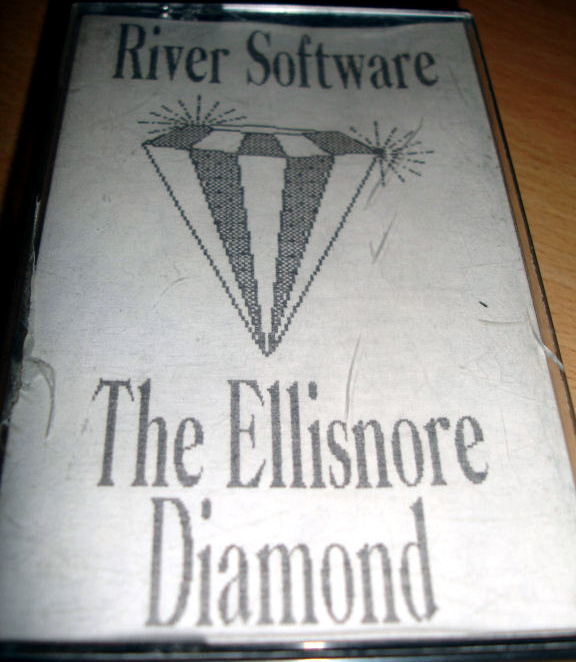 River Software
The Ellisnore
Diamond